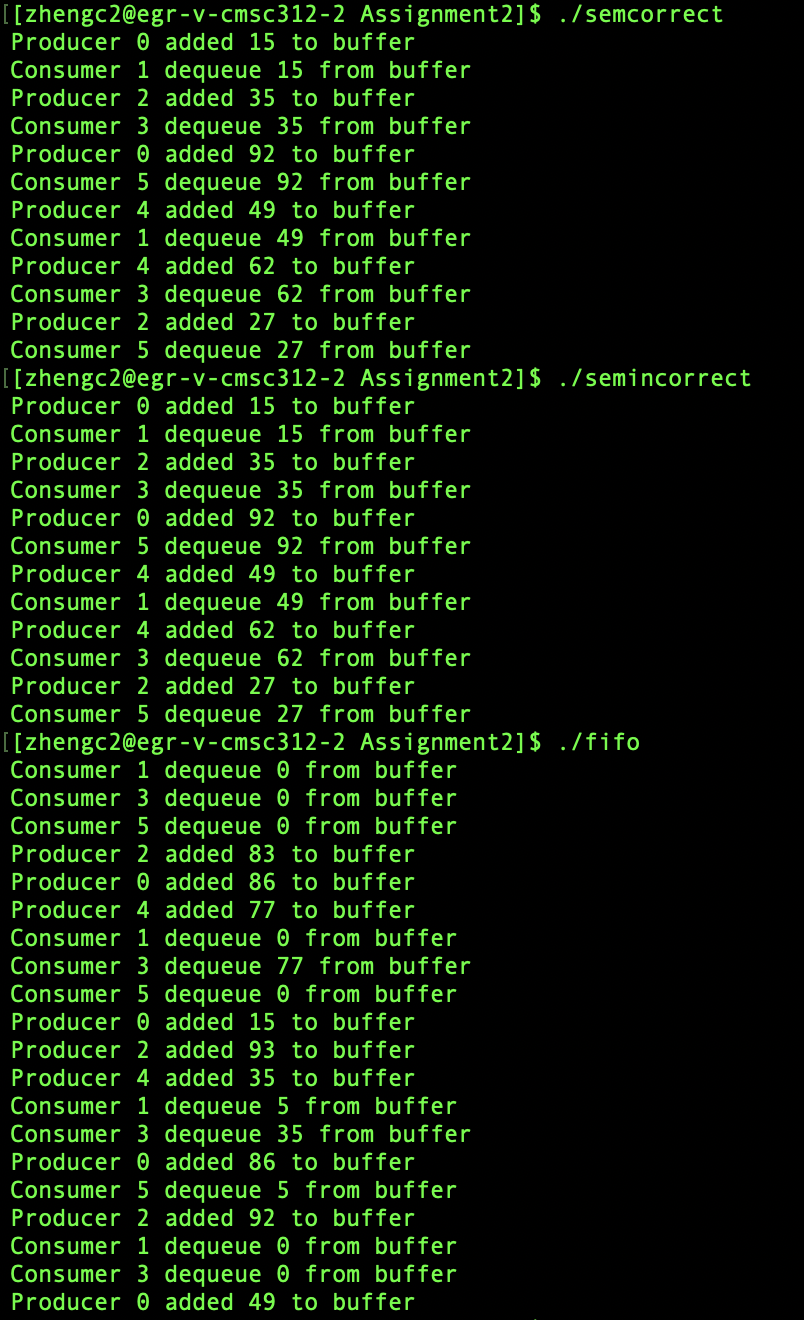 [[zhengc2@egr-v-cmsc312-2 Assignment2]$ ./semcorrect
Producer 0 added 15 to buffer
Consumer 1 dequeue 15 from buffer
Producer 2 added 35 to buffer
Consumer 3 dequeue 35 from buffer
Producer 0 added 92 to buffer
Consumer 5 dequeue 92 from buffer
Producer 4 added 49 to buffer
Consumer 1 dequeue 49 from buffer
Producer 4 added 62 to buffer
Consumer 3 dequeue 62 from buffer
Producer 2 added 27 to buffer
Consumer 5 dequeue 27 from buffer
[[zhengc2@egr-v-cmsc312-2 Assignment2]$ ./semincorrect
Producer 0 added 15 to buffer
Consumer 1 dequeue 15 from buffer
Producer 2 added 35 to buffer
Consumer 3 dequeue 35 from buffer
Producer 0 added 92 to buffer
Consumer 5 dequeue 92 from buffer
Producer 4 added 49 to buffer
Consumer 1 dequeue 49 from buffer
Producer 4 added 62 to buffer
Consumer 3 dequeue 62 from buffer
Producer 2 added 27 to buffer
Consumer 5 dequeue 27 from buffer
[[zhengc2@egr-v-cmsc312-2 Assignment2]$ ./fifo
Consumer 1 dequeue 0 from buffer
Consumer 3 dequeue 0 from buffer
Consumer 5 dequeue 0 from buffer
Producer 2 added 83 to buffer
Producer 0 added 86 to buffer
Producer 4 added 77 to buffer
Consumer 1 dequeue 0 from buffer
Consumer 3 dequeue 77 from buffer
Consumer 5 dequeue 0 from buffer
Producer 0 added 15 to buffer
Producer 2 added 93 to buffer
Producer 4 added 35 to buffer
Consumer 1 dequeue 5 from buffer
Consumer 3 dequeue 35 from buffer
Producer 0 added 86 to buffer
Consumer 5 dequeue 5 from buffer
Producer 2 added 92 to buffer
Consumer 1 dequeue 0 from buffer
Consumer 3 dequeue 0 from buffer
Producer 0 added 49 to buffer